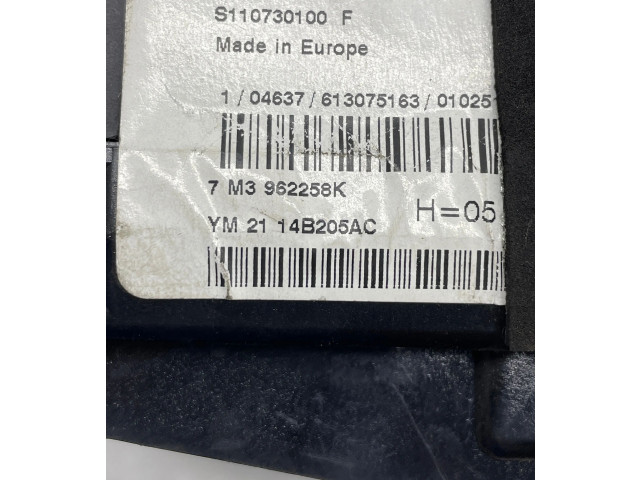 S110730100 F
Made in Europe
1 / 04637 / 613075163 / 01025
7 M3 962258K
H=05
YM 21 14B205AC